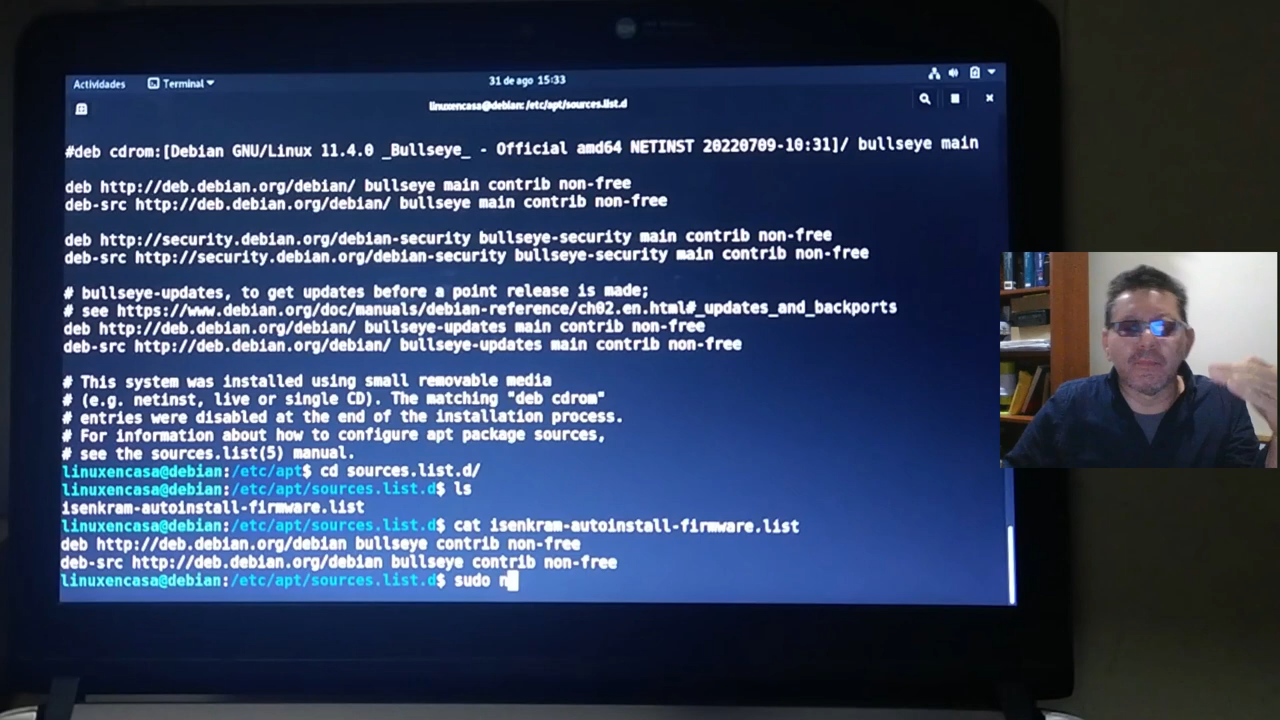 Actividades
Terminal
31 de ago 15:33
linuxencasa@debian: /etc/apt/sources.list.d
#deb cdrom:[Debian GNU/Linux 11.4.0 _Bullseye_ - Official amd64 NETINST 20220709-10:31]/ bullseye main
deb http://deb.debian.org/debian/ bullseye main contrib non-free
deb-src http://deb.debian.org/debian/ bullseye main contrib non-free
deb http://security.debian.org/debian-security bullseye-security main contrib non-free
deb-src http://security.debian.org/debian-security bullseye-security main contrib non-free
# bullseye-updates, to get updates before a point release is made;
# see https://www.debian.org/doc/manuals/debian-reference/ch02.en.html#_updates_and_backports
deb http://deb.debian.org/debian/ bullseye-updates main contrib non-free
deb-src http://deb.debian.org/debian/ bullseye-updates main contrib non-free
# This system was installed using small removable media
# (e.g. netinst, live or single CD). The matching "deb cdrom"
# entries were disabled at the end of the installation process.
# For information about how to configure apt package sources,
# see the sources.list(5) manual.
linuxencasa@debian:/etc/apt$ cd sources.list.d/
linuxencasa@debian:/etc/apt/sources.list.d$ ls
isenkram-autoinstall-firmware.list
linuxencasa@debian:/etc/apt/sources.list.d$ cat isenkram-autoinstall-firmware.list
deb http://deb.debian.org/debian bullseye contrib non-free
deb-src http://deb.debian.org/debian bullseye contrib non-free
linuxencasa@debian:/etc/apt/sources.list.d$ sudo n